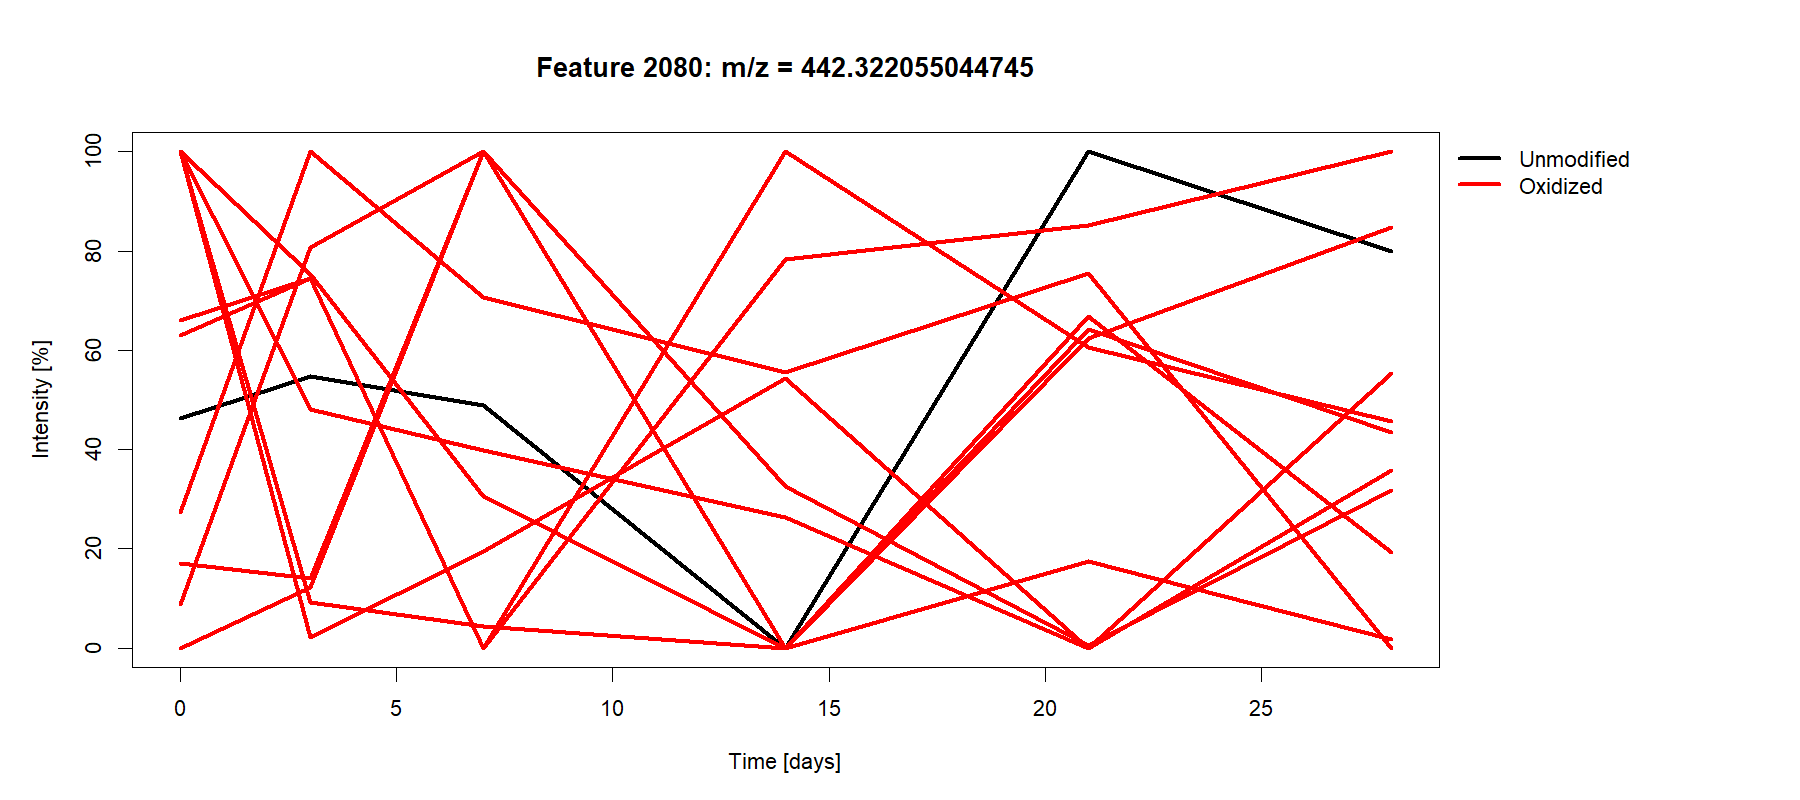 Feature 2080: m/z = 442.322055044745
Unmodified
Oxidized
Intensity [%]
100
80
60
40
20
0
0 5 10 15 20 25
Time [days]